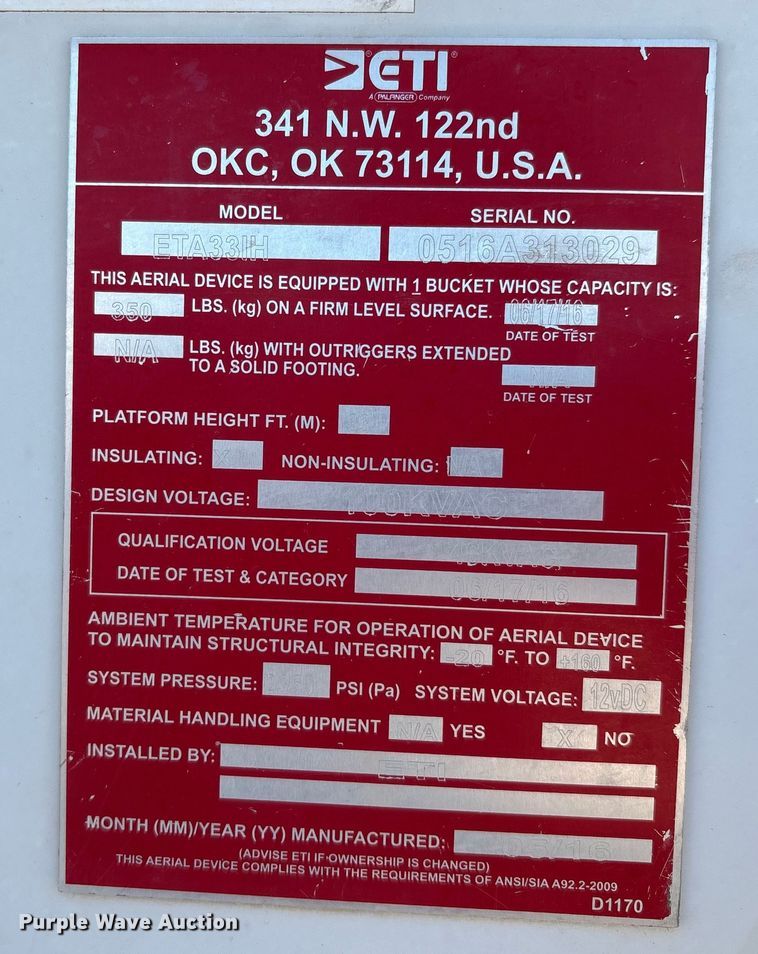 ETI
A PALFINGER Company
341 N.W. 122nd
OKC, OK 73114, U.S.A.
MODEL SERIAL NO.
ETA33IH 0516A313029
THIS AERIAL DEVICE IS EQUIPPED WITH 1 BUCKET WHOSE CAPACITY IS:
350 LBS. (kg) ON A FIRM LEVEL SURFACE. 06/17/16
DATE OF TEST
N/A LBS. (kg) WITH OUTRIGGERS EXTENDED
TO A SOLID FOOTING. N/A
DATE OF TEST
PLATFORM HEIGHT FT. (M):
INSULATING: X NON-INSULATING:
DESIGN VOLTAGE: 100KVAC
QUALIFICATION VOLTAGE
DATE OF TEST & CATEGORY 06/17/16
AMBIENT TEMPERATURE FOR OPERATION OF AERIAL DEVICE
TO MAINTAIN STRUCTURAL INTEGRITY: -20 °F. TO +160 °F.
SYSTEM PRESSURE: PSI (Pa) SYSTEM VOLTAGE: 12vDC
MATERIAL HANDLING EQUIPMENT N/A YES X NO
INSTALLED BY: ETI
MONTH (MM)/YEAR (YY) MANUFACTURED: 05/16
(ADVISE ETI IF OWNERSHIP IS CHANGED)
THIS AERIAL DEVICE COMPLIES WITH THE REQUIREMENTS OF ANSI/SIA A92.2-2009
D1170
Purple Wave Auction